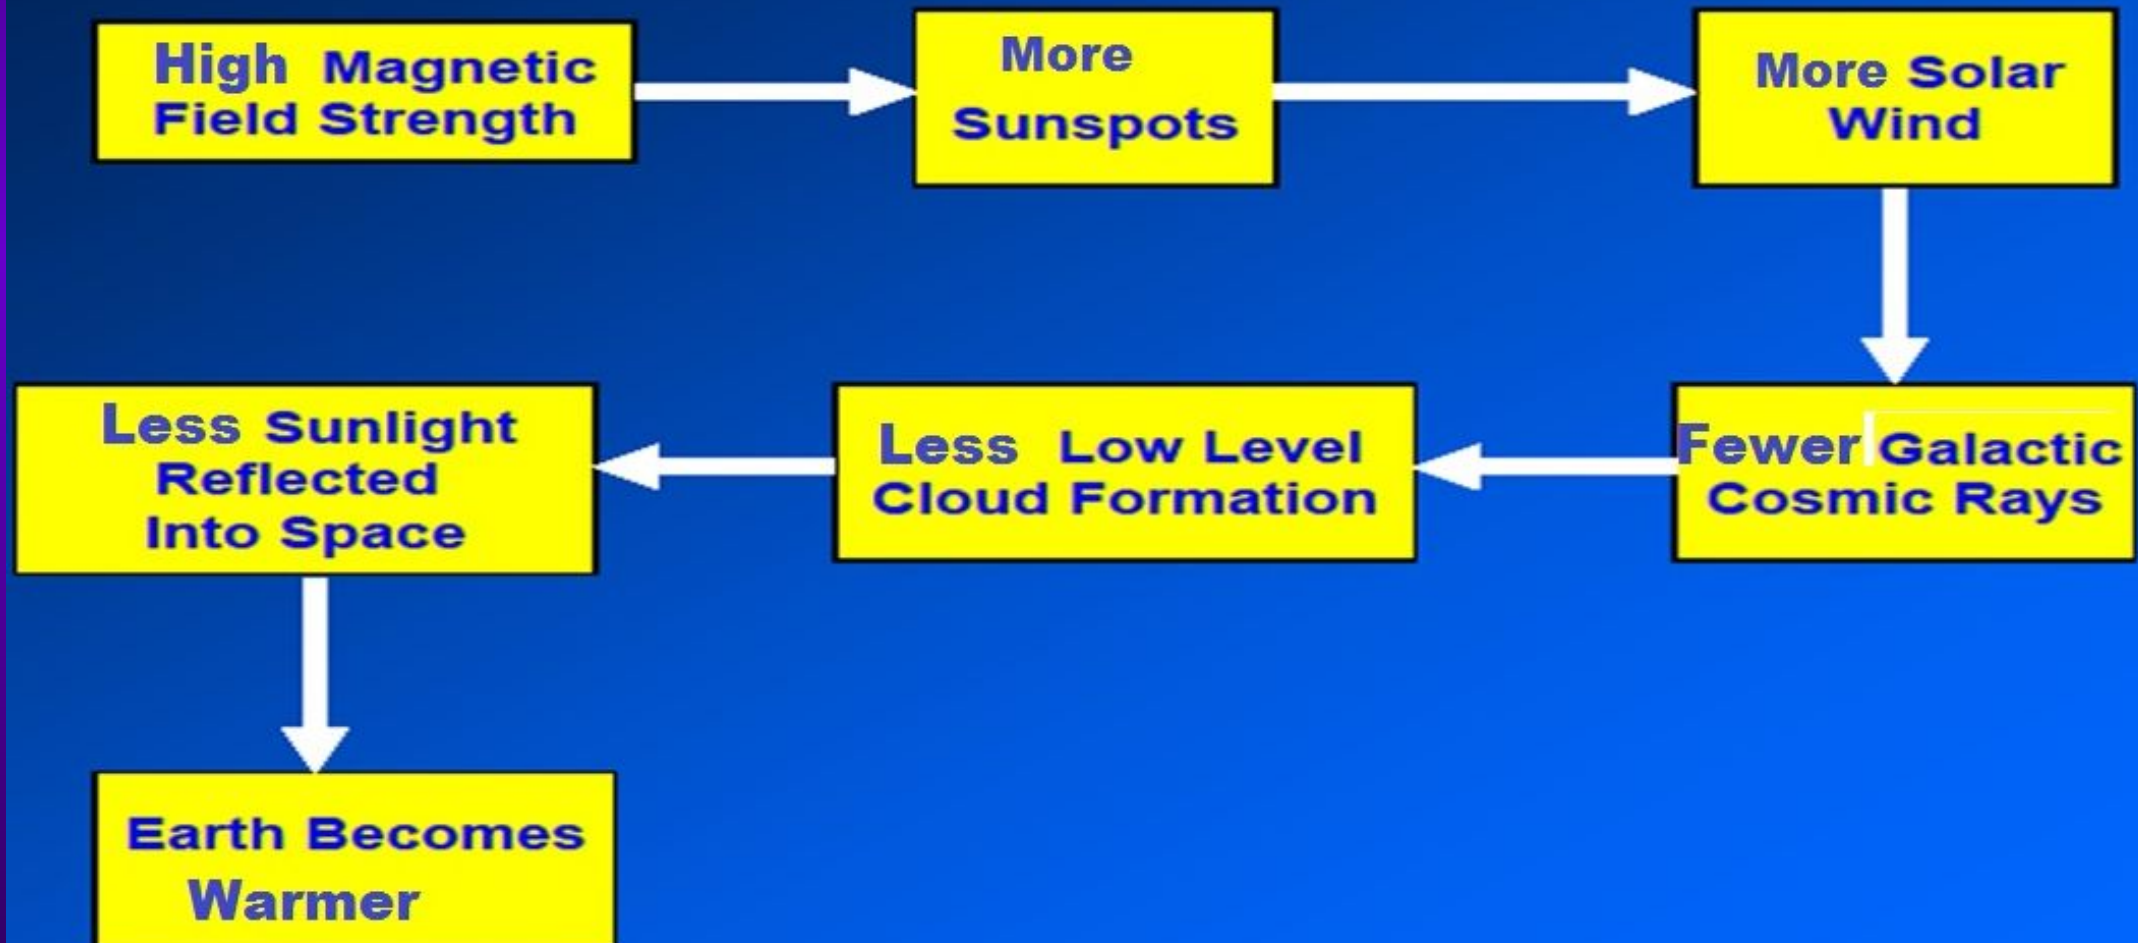 High Magnetic
Field Strength
More
Sunspots
More Solar
Wind
Fewer Galactic
Cosmic Rays
Less Low Level
Cloud Formation
Less Sunlight
Reflected
Into Space
Earth Becomes
Warmer